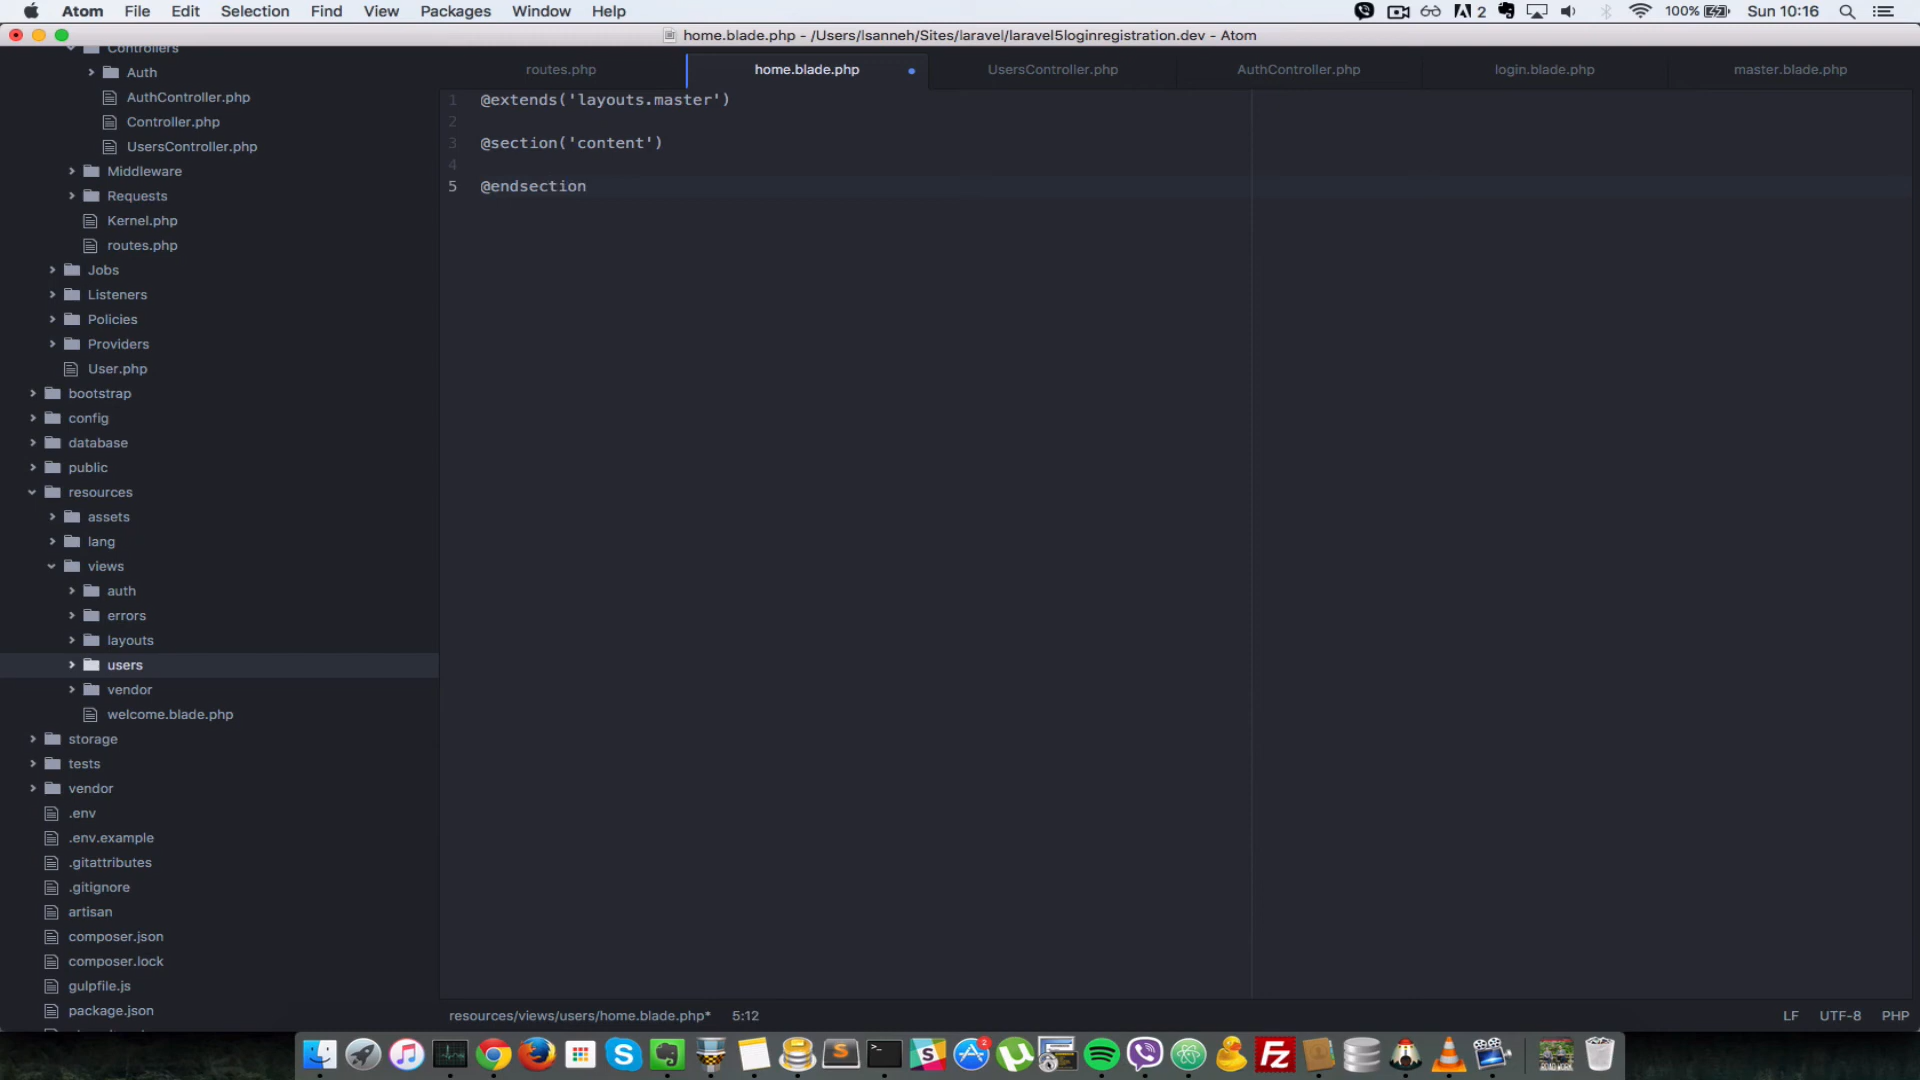 Atom File Edit Selection Find View Packages Window Help 2 100% Sun 10:16
home.blade.php - /Users/lsanneh/Sites/laravel/laravel5loginregistration.dev - Atom
routes.php home.blade.php UsersController.php AuthController.php login.blade.php master.blade.php
Controllers
Auth
AuthController.php
Controller.php
UsersController.php
Middleware
Requests
Kernel.php
routes.php
Jobs
Listeners
Policies
Providers
User.php
bootstrap
config
database
public
resources
assets
lang
views
auth
errors
layouts
users
vendor
welcome.blade.php
storage
tests
vendor
.env
.env.example
.gitattributes
.gitignore
artisan
composer.json
composer.lock
gulpfile.js
package.json
1 @extends('layouts.master')
2
3 @section('content')
4
5 @endsection
resources/views/users/home.blade.php* 5:12 LF UTF-8 PHP